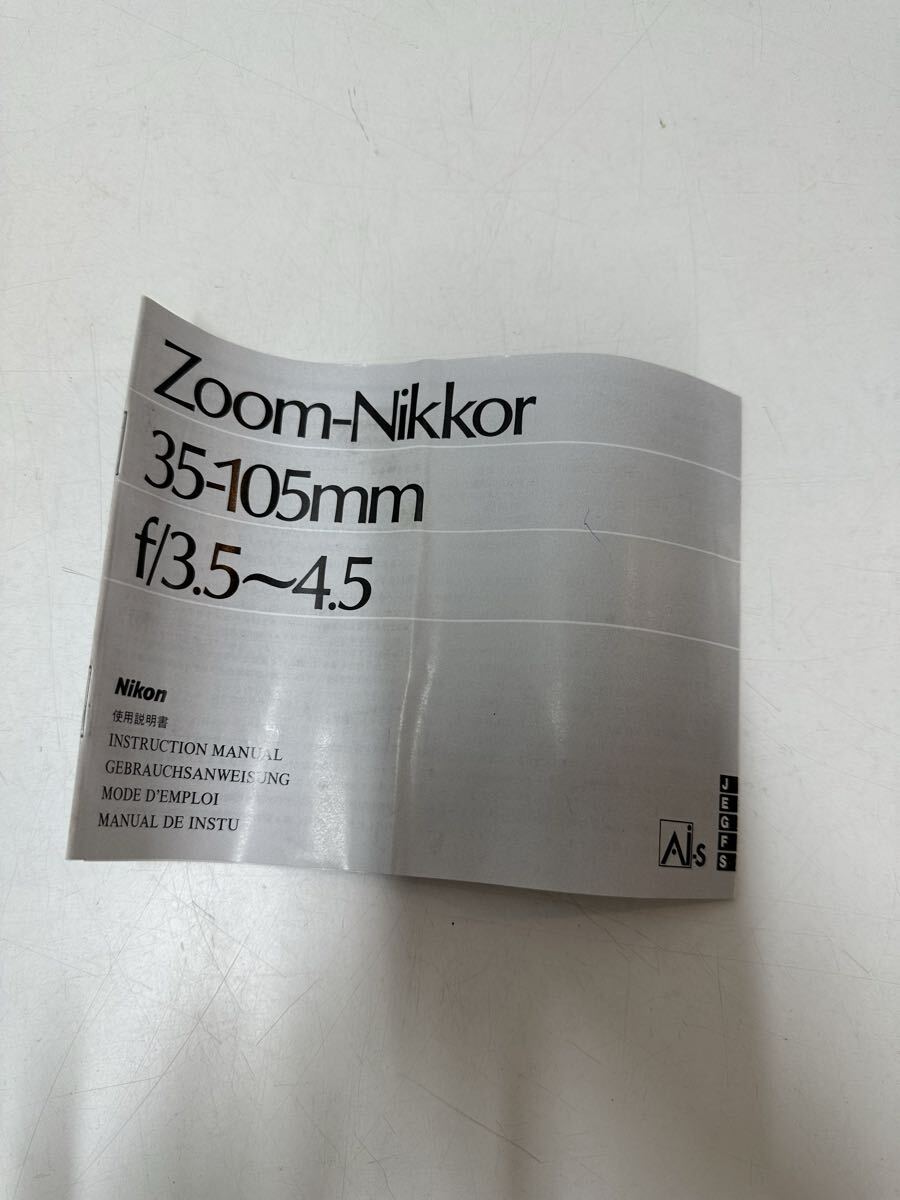 Zoom-Nikkor
35-105mm
f/3.5~4.5
Nikon
使用説明書
INSTRUCTION MANUAL
GEBRAUCHSANWEISUNG
MODE D'EMPLOI
MANUAL DE INSTU
Ai-s
J
E
G
F
S